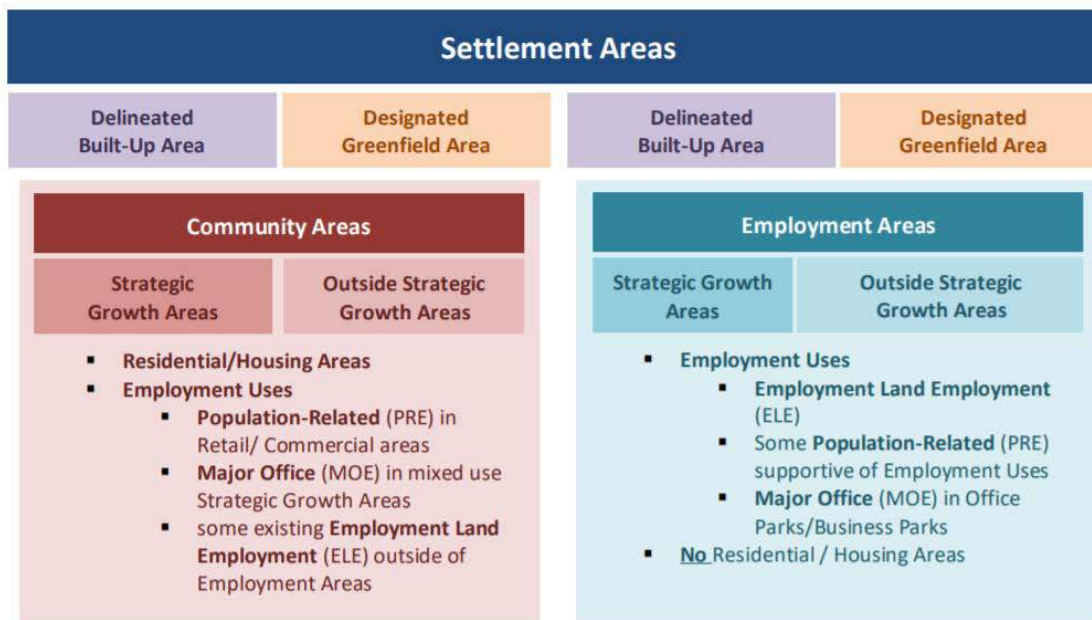 Settlement Areas
Delineated
Built-Up Area
Designated
Greenfield Area
Delineated
Built-Up Area
Designated
Greenfield Area
Community Areas
Strategic
Growth Areas
Outside Strategic
Growth Areas
▪ Residential/Housing Areas
▪ Employment Uses
▪ Population-Related (PRE) in
Retail/ Commercial areas
▪ Major Office (MOE) in mixed use
Strategic Growth Areas
▪ some existing Employment Land
Employment (ELE) outside of
Employment Areas
Employment Areas
Strategic Growth
Areas
Outside Strategic
Growth Areas
▪ Employment Uses
▪ Employment Land Employment
(ELE)
▪ Some Population-Related (PRE)
supportive of Employment Uses
▪ Major Office (MOE) in Office
Parks/Business Parks
▪ No Residential / Housing Areas